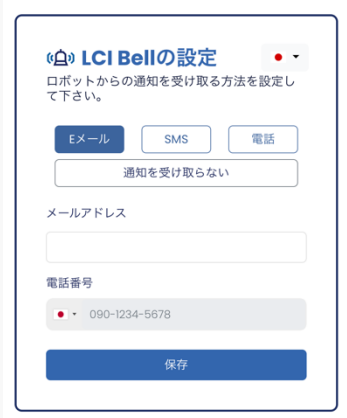 LCI Bellの設定
ロボットからの通知を受け取る方法を設定し
て下さい。
Eメール
SMS
電話
通知を受け取らない
メールアドレス
電話番号
090-1234-5678
保存